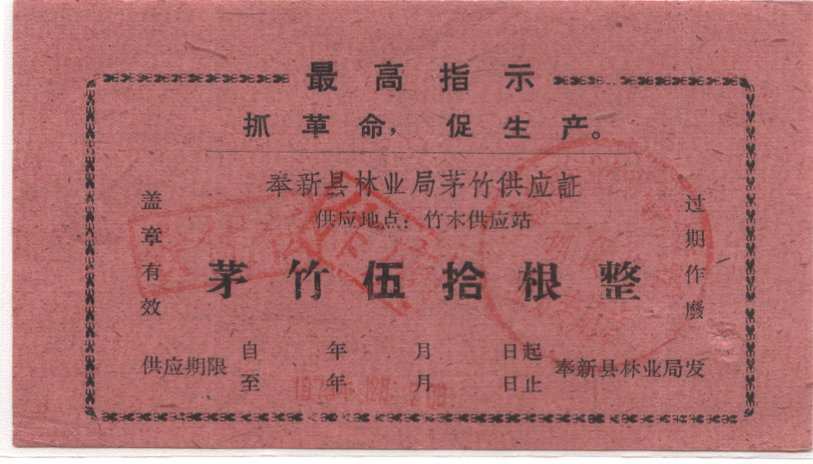 最高指示
抓革命，促生产。
奉新县林业局茅竹供应証
供应地点：竹木供应站
茅竹伍拾根整
盖章有效
过期作廢
供应期限
自 年 月 日起
至 年 月 日止
奉新县林业局发